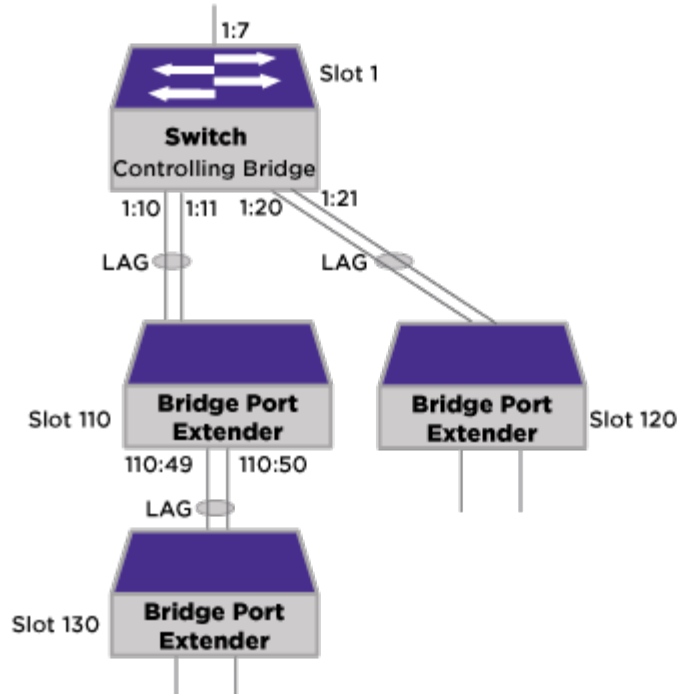 1:7
Slot 1
Switch
Controlling Bridge
1:10
1:11
1:20
1:21
LAG
LAG
Slot 110
Bridge Port
Extender
Bridge Port
Extender
Slot 120
110:49
110:50
LAG
Slot 130
Bridge Port
Extender